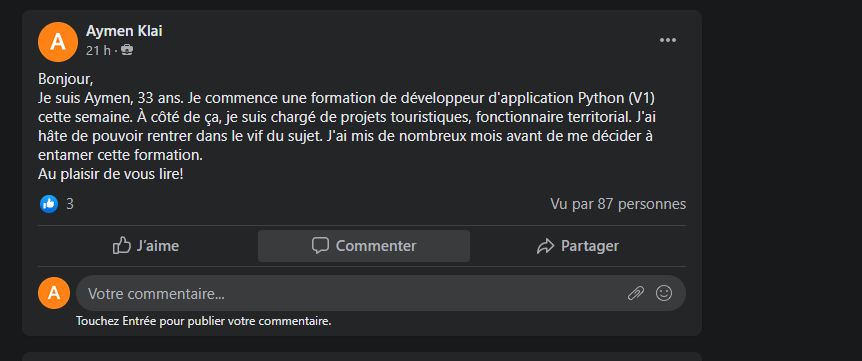 A
Aymen Klai
21 h ·
Bonjour,
Je suis Aymen, 33 ans. Je commence une formation de développeur d'application Python (V1)
cette semaine. À côté de ça, je suis chargé de projets touristiques, fonctionnaire territorial. J'ai
hâte de pouvoir rentrer dans le vif du sujet. J'ai mis de nombreux mois avant de me décider à
entamer cette formation.
Au plaisir de vous lire!
3
Vu par 87 personnes
J'aime
Commenter
Partager
A
Votre commentaire...
Touchez Entrée pour publier votre commentaire.